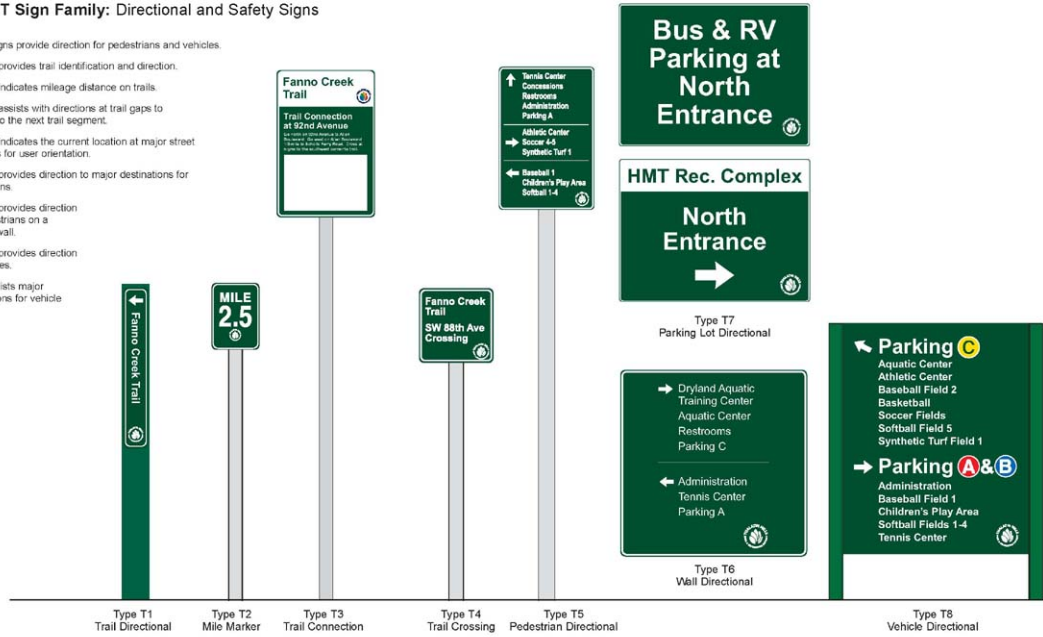 T Sign Family: Directional and Safety Signs
gns provide direction for pedestrians and vehicles.
provides trail identification and direction.
indicates mileage distance on trails.
assists with directions at trail gaps to
o the next trail segment.
indicates the current location at major street
s for user orientation.
provides direction to major destinations for
ns.
provides direction
strians on a
wall.
provides direction
es.
ists major
ons for vehicle
Fanno Creek Trail
Type T1
Trail Directional
MILE
2.5
Type T2
Mile Marker
Fanno Creek
Trail
Trail Connection
at 92nd Avenue
Type T3
Trail Connection
Fanno Creek
Trail
SW 88th Ave
Crossing
Type T4
Trail Crossing
Tennis Center
Concessions
Restrooms
Administration
Parking A
Athletic Center
Soccer 4-5
Synthetic Turf 1
Baseball 1
Children's Play Area
Softball 1-4
Type T5
Pedestrian Directional
Bus & RV
Parking at
North
Entrance
HMT Rec. Complex
North
Entrance
Type T7
Parking Lot Directional
Dryland Aquatic
Training Center
Aquatic Center
Restrooms
Parking C
Administration
Tennis Center
Parking A
Type T6
Wall Directional
Parking C
Aquatic Center
Athletic Center
Baseball Field 2
Basketball
Soccer Fields
Softball Field 5
Synthetic Turf Field 1
Parking A&B
Administration
Baseball Field 1
Children's Play Area
Softball Fields 1-4
Tennis Center
Type T8
Vehicle Directional